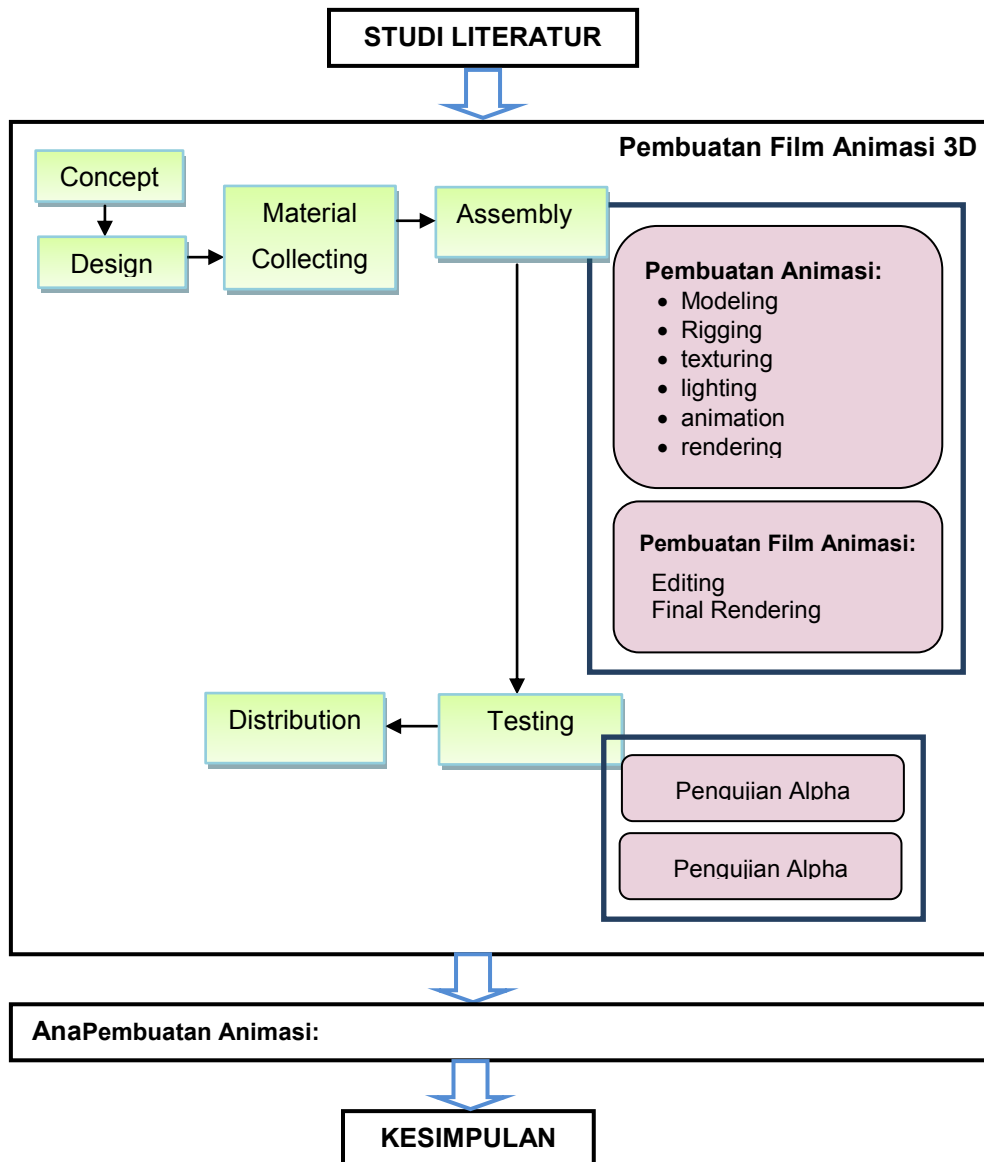 STUDI LITERATUR
Pembuatan Film Animasi 3D
Concept
Design
Material
Collecting
Assembly
Pembuatan Animasi:
• Modeling
• Rigging
• texturing
• lighting
• animation
• rendering
Pembuatan Film Animasi:
Editing
Final Rendering
Distribution
Testing
Pengujian Alpha
Pengujian Alpha
AnaPembuatan Animasi:
KESIMPULAN